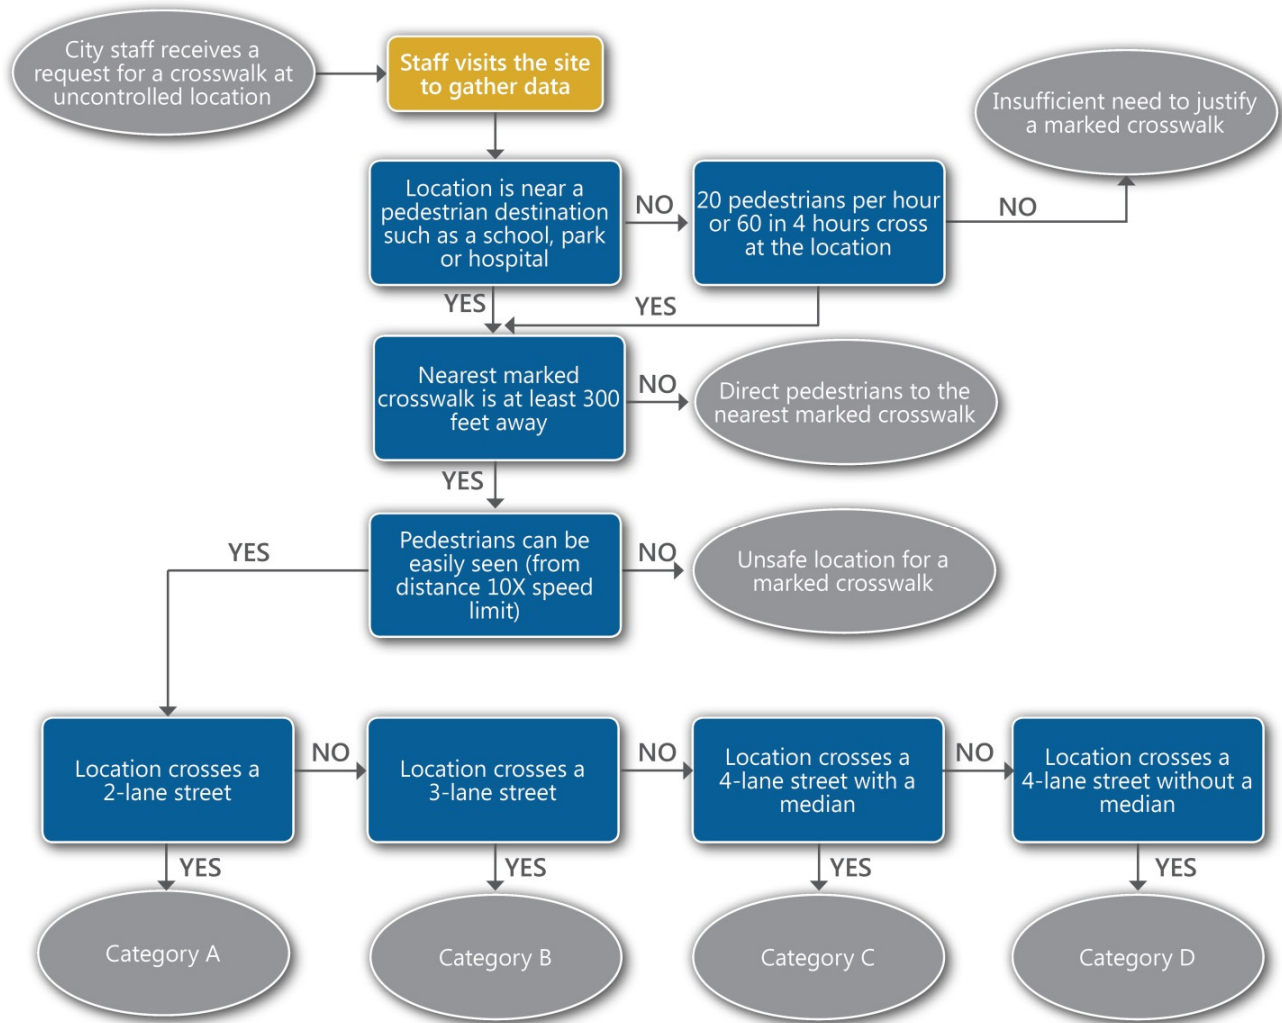 City staff receives a
request for a crosswalk at
uncontrolled location
Staff visits the site
to gather data
Insufficient need to justify
a marked crosswalk
Location is near a
pedestrian destination
such as a school, park
or hospital
NO
20 pedestrians per hour
or 60 in 4 hours cross
at the location
NO
YES
YES
Nearest marked
crosswalk is at least 300
feet away
NO
Direct pedestrians to the
nearest marked crosswalk
YES
Pedestrians can be
easily seen (from
distance 10X speed
limit)
YES
NO
Unsafe location for a
marked crosswalk
Location crosses a
2-lane street
NO
Location crosses a
3-lane street
NO
Location crosses a
4-lane street with a
median
NO
Location crosses a
4-lane street without a
median
YES
YES
YES
YES
Category A
Category B
Category C
Category D